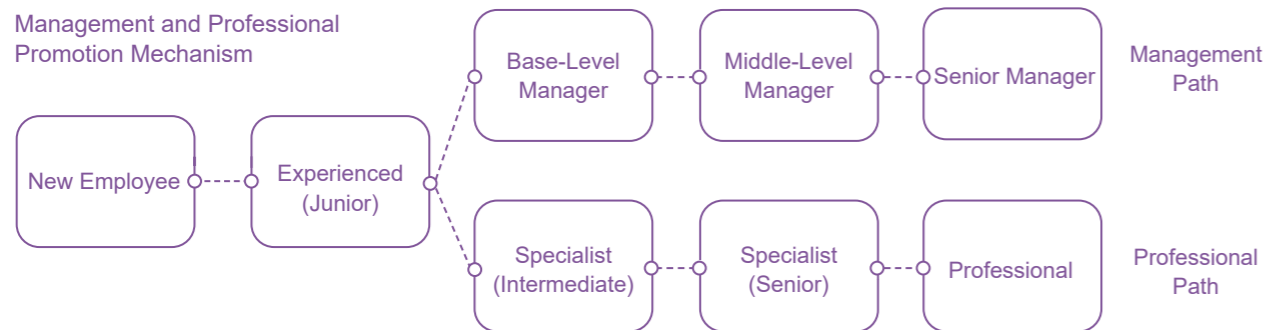 Management and Professional
Promotion Mechanism
Base-Level
Manager
Middle-Level
Manager
Senior Manager
Management
Path
New Employee
Experienced
(Junior)
Specialist
(Intermediate)
Specialist
(Senior)
Professional
Professional
Path